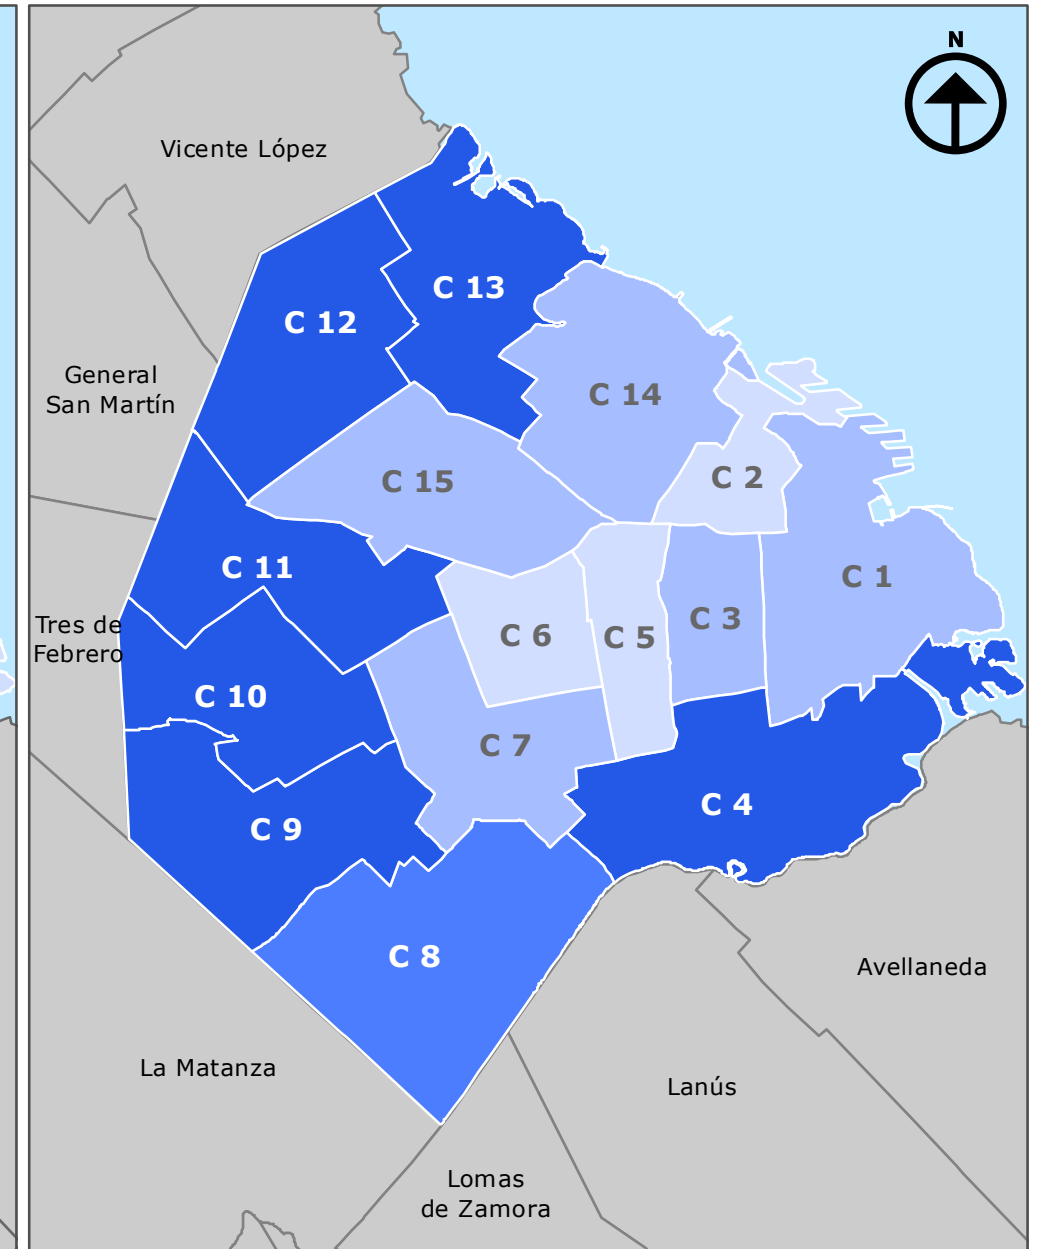 N
Vicente López
C 13
C 12
General
San Martín
C 14
C 15
C 2
C 11
C 1
C 3
Tres de
Febrero
C 6
C 5
C 10
C 7
C 4
C 9
C 8
Avellaneda
La Matanza
Lanús
Lomas
de Zamora